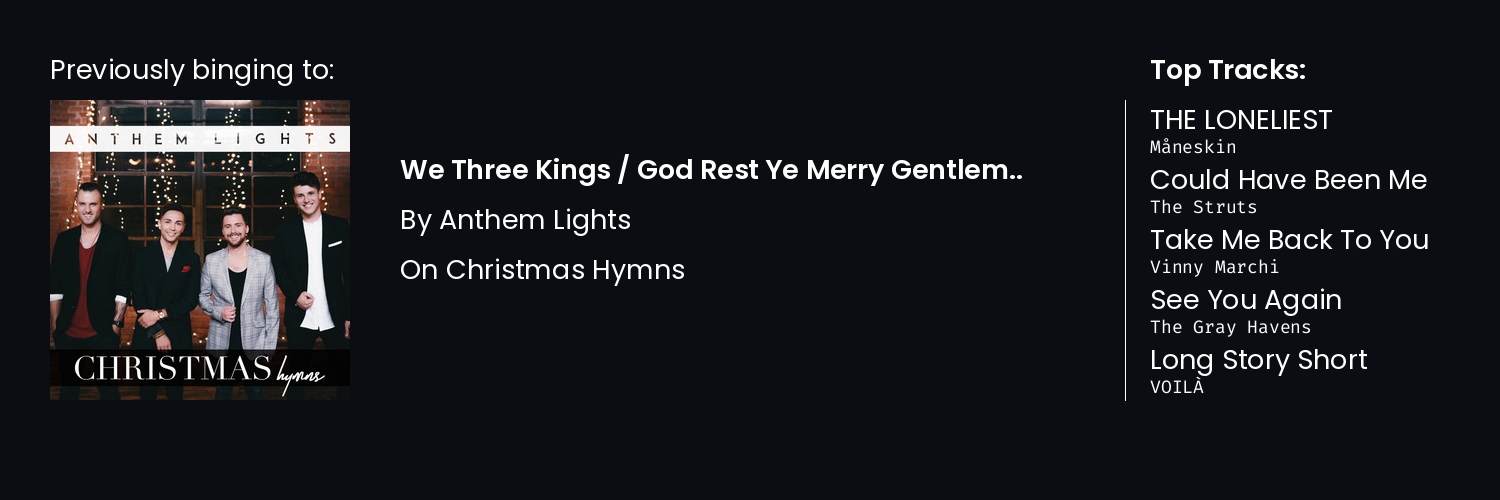 Previously binging to:
ANTHEM LIGHTS
CHRISTMAS hymns
We Three Kings / God Rest Ye Merry Gentlem..
By Anthem Lights
On Christmas Hymns
Top Tracks:
THE LONELIEST
Måneskin
Could Have Been Me
The Struts
Take Me Back To You
Vinny Marchi
See You Again
The Gray Havens
Long Story Short
VOILÀ